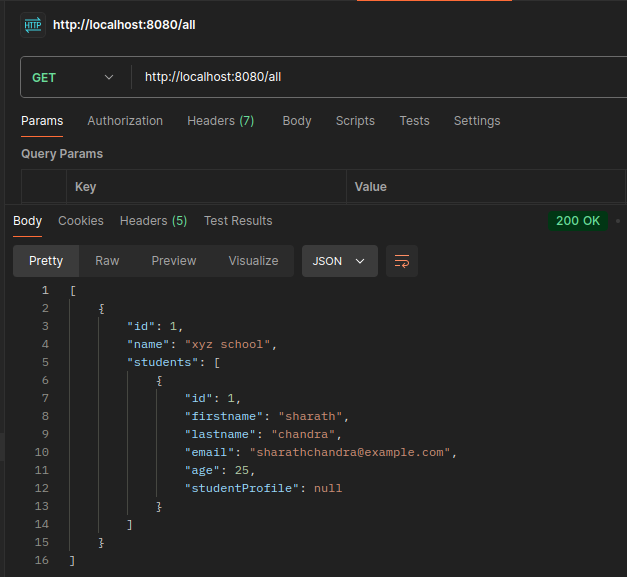 HTTP http://localhost:8080/all
GET http://localhost:8080/all
Params Authorization Headers (7) Body Scripts Tests Settings
Query Params
Key Value
Body Cookies Headers (5) Test Results 200 OK
Pretty Raw Preview Visualize JSON
1 [
2 {
3 "id": 1,
4 "name": "xyz school",
5 "students": [
6 {
7 "id": 1,
8 "firstname": "sharath",
9 "lastname": "chandra",
10 "email": "sharathchandra@example.com",
11 "age": 25,
12 "studentProfile": null
13 }
14 ]
15 }
16 ]